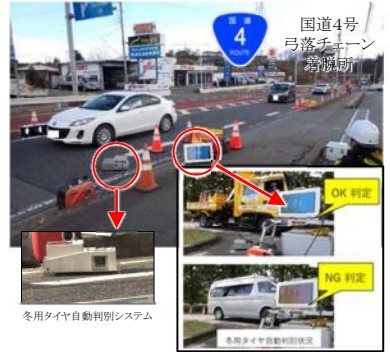 国道4号
弓落チェーン
着脱所
国道
4
ROUTE
OK 判定
NG 判定
冬用タイヤ自動判別システム
冬用タイヤ自動判別状況